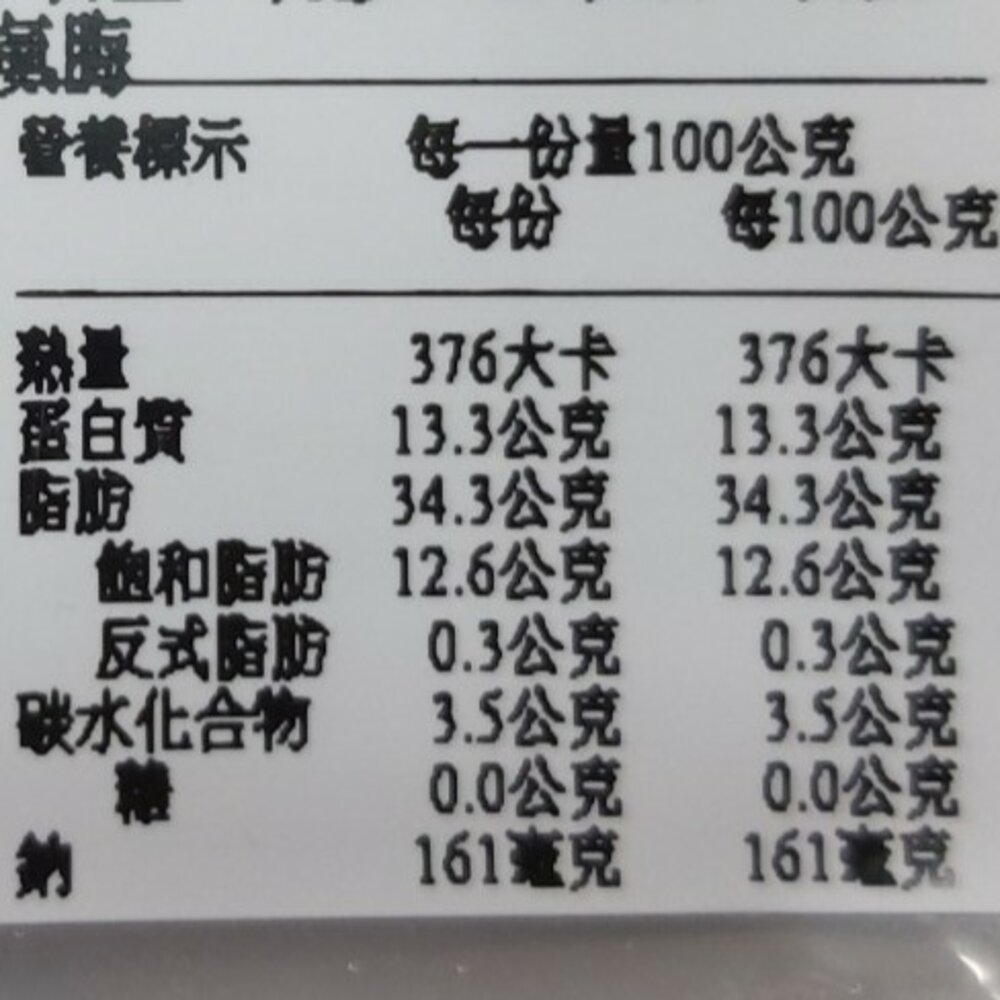 營養標示 每一份量100公克
每份 每100公克
熱量 376大卡 376大卡
蛋白質 13.3公克 13.3公克
脂肪 34.3公克 34.3公克
飽和脂肪 12.6公克 12.6公克
反式脂肪 0.3公克 0.3公克
碳水化合物 3.5公克 3.5公克
糖 0.0公克 0.0公克
鈉 161毫克 161毫克